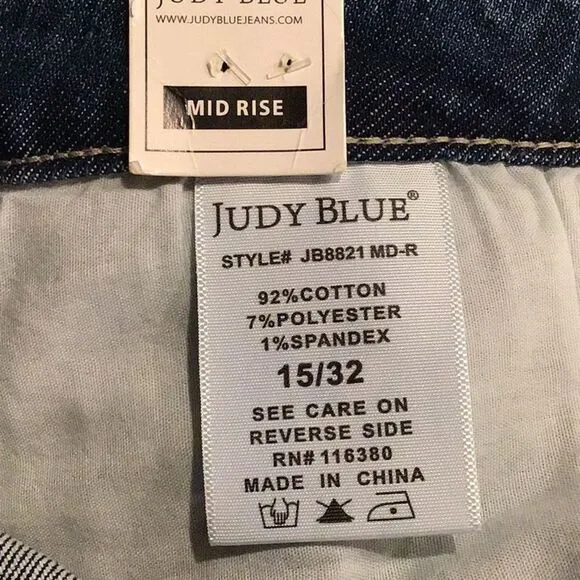 JUDY BLUE
WWW.JUDYBLUEJEANS.COM
MID RISE
JUDY BLUE®
STYLE# JB8821 MD-R
92%COTTON
7%POLYESTER
1%SPANDEX
15/32
SEE CARE ON
REVERSE SIDE
RN# 116380
MADE IN CHINA